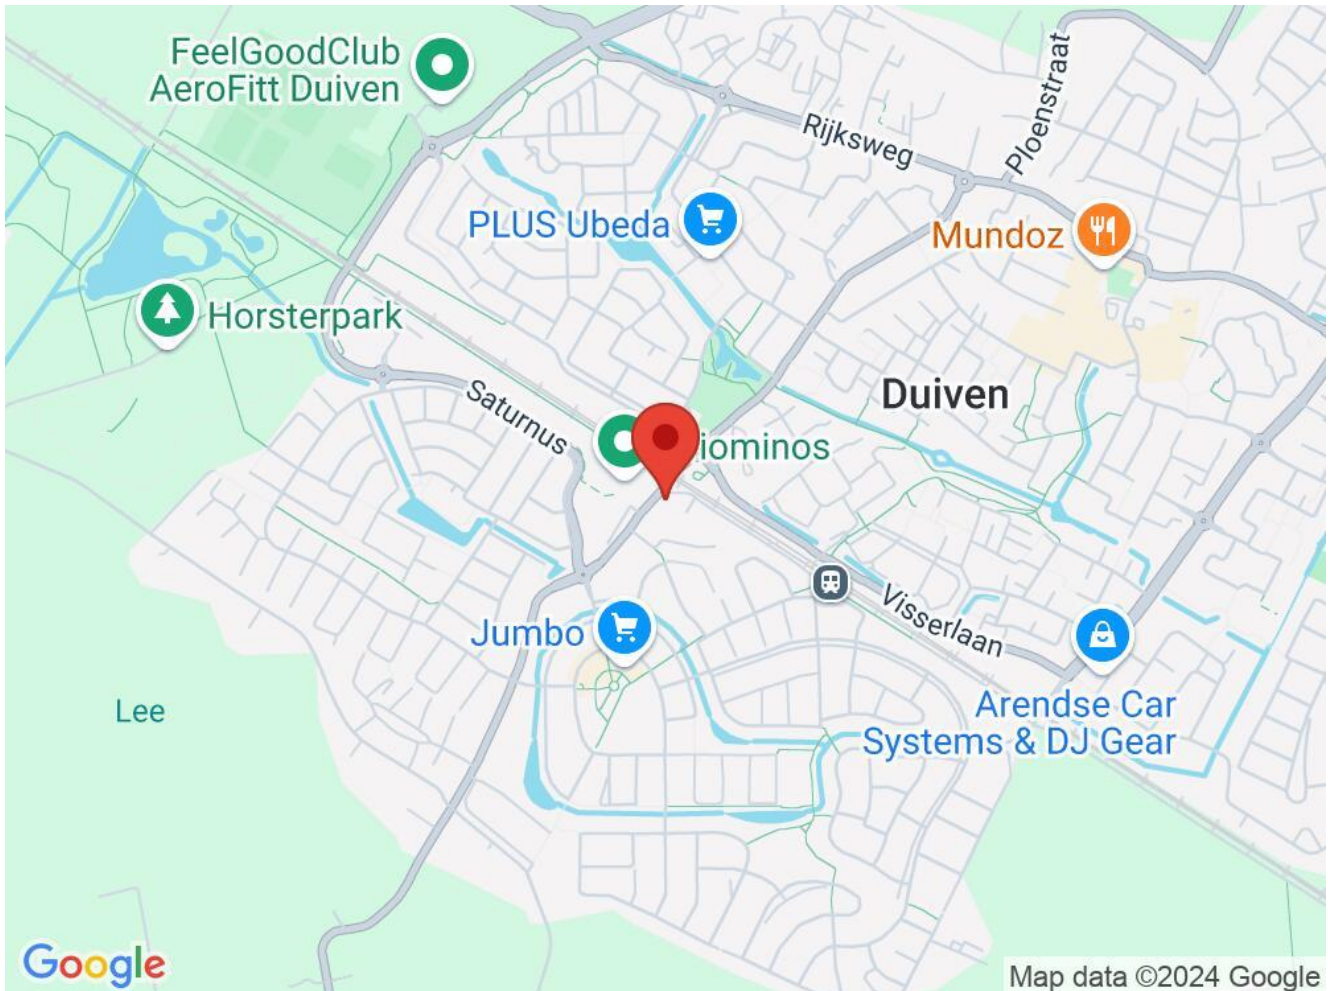 FeelGoodClub
AeroFitt Duiven
Ploenstraat
Rijksweg
PLUS Ubeda
Mundoz
Horsterpark
Saturnus
Duiven
iominos
Visserlaan
Jumbo
Lee
Arendse Car
Systems & DJ Gear
Google
Map data ©2024 Google